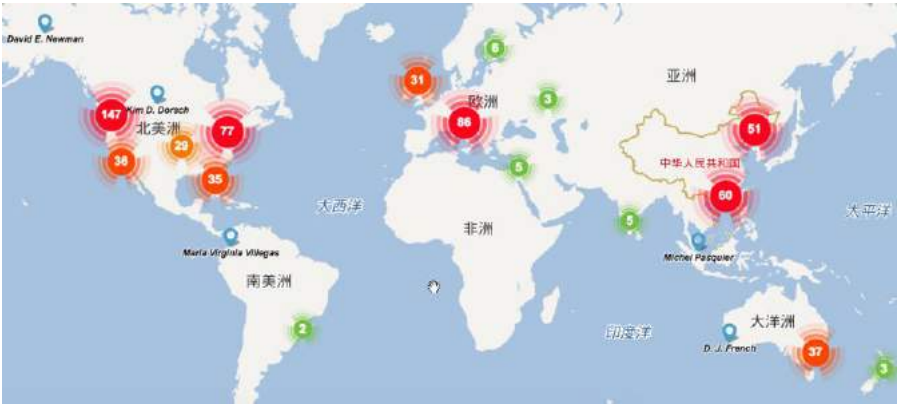 David E. Newman
6
31
亚洲
3
欧洲
Kim D. Dorsch
147
86
北美洲
77
51
29
中华人民共和国
36
5
35
60
大西洋
太平洋
5
非洲
Maria Virginia Villegas
Michel Pasquier
南美洲
大洋洲
2
印度洋
D. J. French
37
3